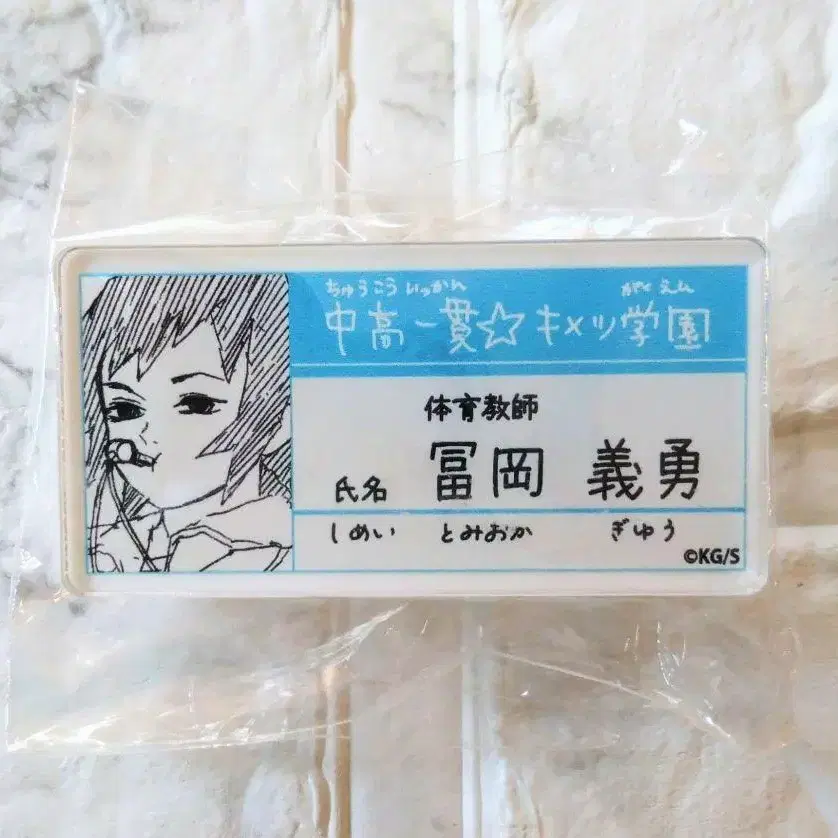 ちゅうこう いっかん がくえん
中高一貫☆キメツ学園
体育教師
氏名 冨岡 義勇
しめい とみおか ぎゆう
©KG/S